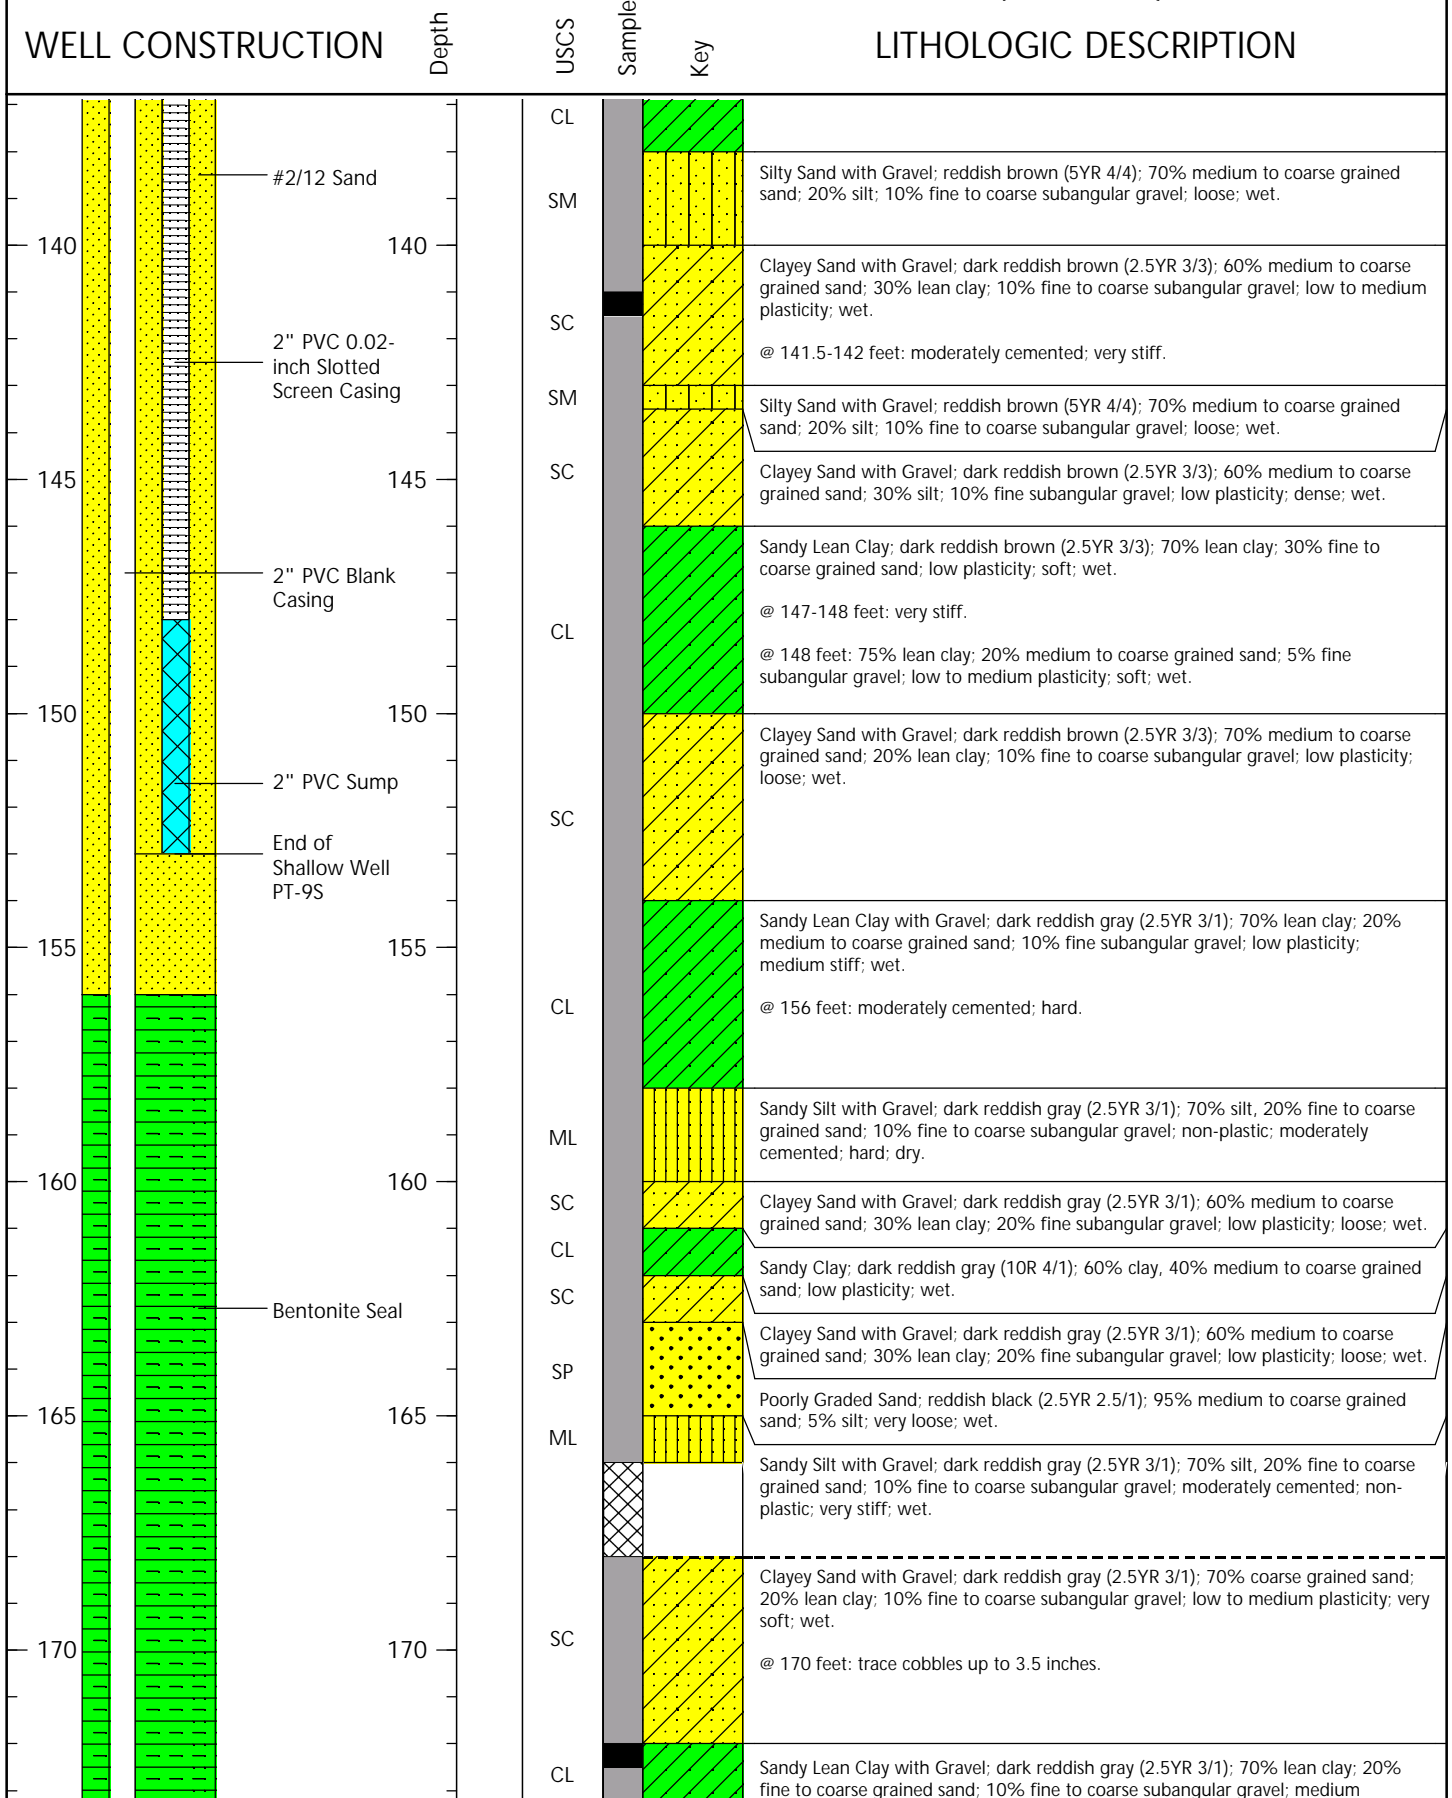 WELL CONSTRUCTION
Depth
USCS
Sample
Key
LITHOLOGIC DESCRIPTION
CL
#2/12 Sand
SM
Silty Sand with Gravel; reddish brown (5YR 4/4); 70% medium to coarse grained
sand; 20% silt; 10% fine to coarse subangular gravel; loose; wet.
140
140
2" PVC 0.02-
inch Slotted
Screen Casing
SC
Clayey Sand with Gravel; dark reddish brown (2.5YR 3/3); 60% medium to coarse
grained sand; 30% lean clay; 10% fine to coarse subangular gravel; low to medium
plasticity; wet.
@ 141.5-142 feet: moderately cemented; very stiff.
SM
Silty Sand with Gravel; reddish brown (5YR 4/4); 70% medium to coarse grained
sand; 20% silt; 10% fine to coarse subangular gravel; loose; wet.
145
145
SC
Clayey Sand with Gravel; dark reddish brown (2.5YR 3/3); 60% medium to coarse
grained sand; 30% silt; 10% fine subangular gravel; low plasticity; dense; wet.
2" PVC Blank
Casing
CL
Sandy Lean Clay; dark reddish brown (2.5YR 3/3); 70% lean clay; 30% fine to
coarse grained sand; low plasticity; soft; wet.
@ 147-148 feet: very stiff.
@ 148 feet: 75% lean clay; 20% medium to coarse grained sand; 5% fine
subangular gravel; low to medium plasticity; soft; wet.
150
150
2" PVC Sump
End of
Shallow Well
PT-9S
SC
Clayey Sand with Gravel; dark reddish brown (2.5YR 3/3); 70% medium to coarse
grained sand; 20% lean clay; 10% fine to coarse subangular gravel; low plasticity;
loose; wet.
155
155
CL
Sandy Lean Clay with Gravel; dark reddish gray (2.5YR 3/1); 70% lean clay; 20%
medium to coarse grained sand; 10% fine subangular gravel; low plasticity;
medium stiff; wet.
@ 156 feet: moderately cemented; hard.
ML
Sandy Silt with Gravel; dark reddish gray (2.5YR 3/1); 70% silt, 20% fine to coarse
grained sand; 10% fine to coarse subangular gravel; non-plastic; moderately
cemented; hard; dry.
160
160
SC
Clayey Sand with Gravel; dark reddish gray (2.5YR 3/1); 60% medium to coarse
grained sand; 30% lean clay; 20% fine subangular gravel; low plasticity; loose; wet.
CL
Sandy Clay; dark reddish gray (10R 4/1); 60% clay, 40% medium to coarse grained
sand; low plasticity; wet.
Bentonite Seal
SC
Clayey Sand with Gravel; dark reddish gray (2.5YR 3/1); 60% medium to coarse
grained sand; 30% lean clay; 20% fine subangular gravel; low plasticity; loose; wet.
SP
Poorly Graded Sand; reddish black (2.5YR 2.5/1); 95% medium to coarse grained
sand; 5% silt; very loose; wet.
165
165
ML
Sandy Silt with Gravel; dark reddish gray (2.5YR 3/1); 70% silt, 20% fine to coarse
grained sand; 10% fine to coarse subangular gravel; moderately cemented; non-
plastic; very stiff; wet.
170
170
SC
Clayey Sand with Gravel; dark reddish gray (2.5YR 3/1); 70% coarse grained sand;
20% lean clay; 10% fine to coarse subangular gravel; low to medium plasticity; very
soft; wet.
@ 170 feet: trace cobbles up to 3.5 inches.
CL
Sandy Lean Clay with Gravel; dark reddish gray (2.5YR 3/1); 70% lean clay; 20%
fine to coarse grained sand; 10% fine to coarse subangular gravel; medium